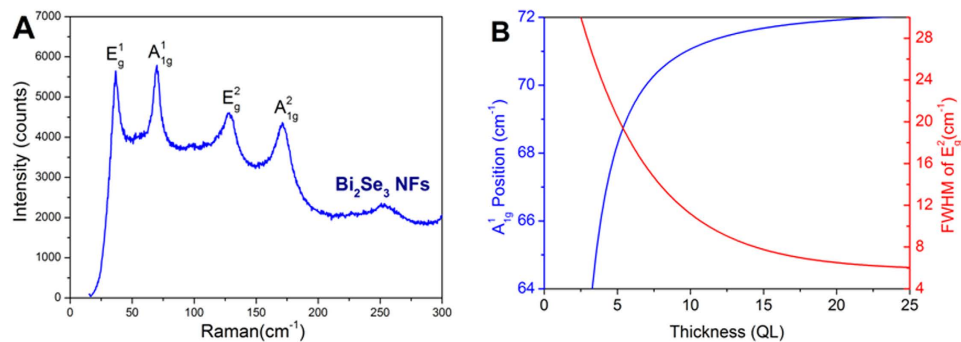 A
7000
6000
5000
4000
3000
2000
1000
0
Intensity (counts)
E¹g
A¹1g
E²g
A²1g
Bi₂Se₃ NFs
0 50 100 150 200 250 300
Raman(cm⁻¹)
B
72
70
68
66
64
A¹1g Position (cm⁻¹)
28
24
20
16
12
8
4
FWHM of E²g(cm⁻¹)
0 5 10 15 20 25
Thickness (QL)